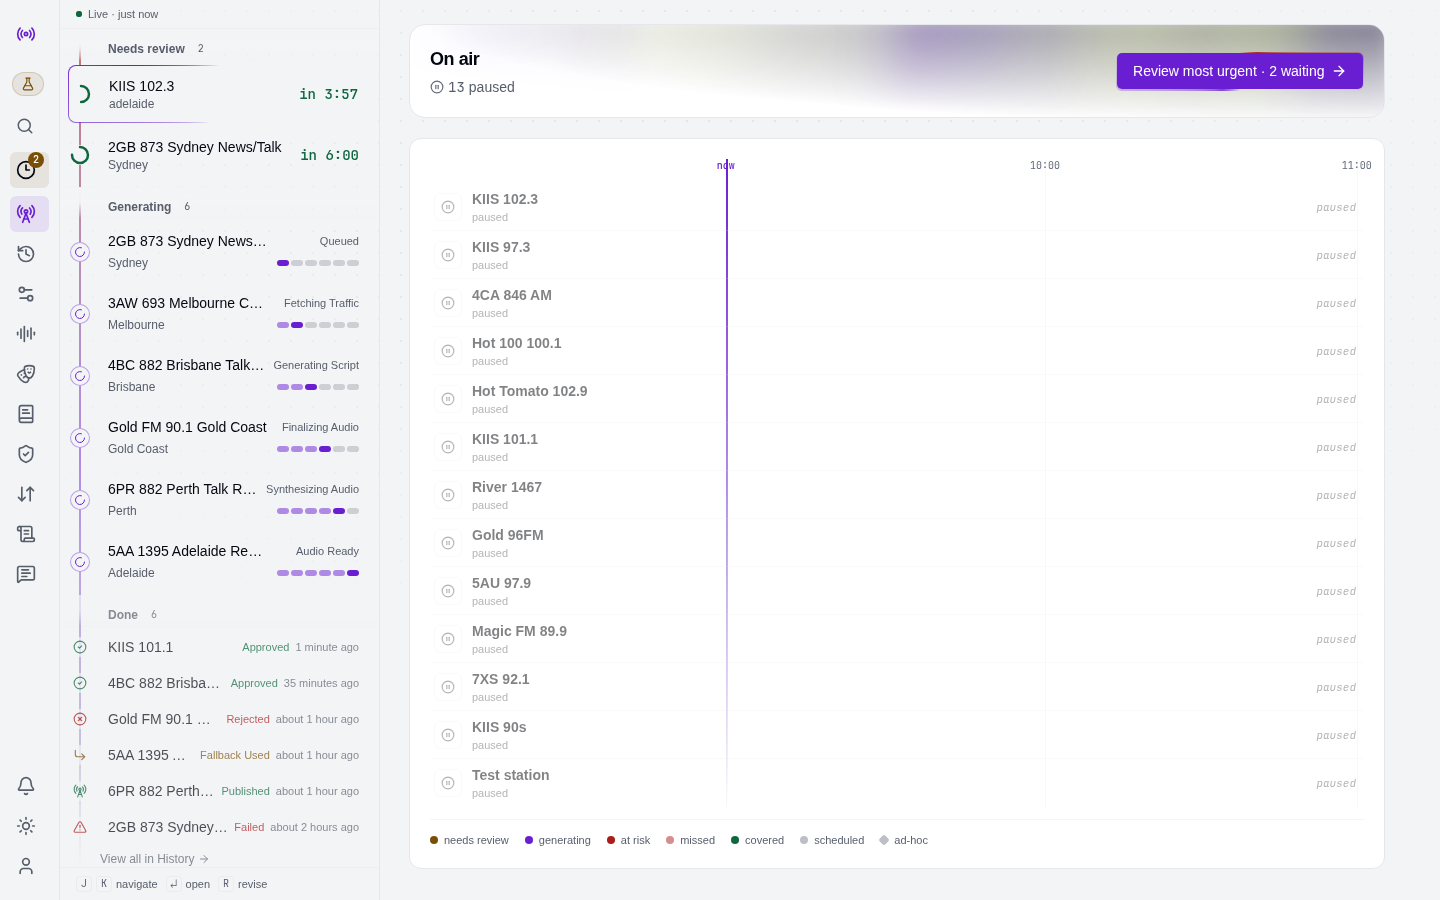 Live · just now
Needs review 2
KIIS 102.3
adelaide
in 3:57
2GB 873 Sydney News/Talk
Sydney
in 6:00
2
Generating 6
2GB 873 Sydney News… Queued
Sydney
3AW 693 Melbourne C… Fetching Traffic
Melbourne
4BC 882 Brisbane Talk… Generating Script
Brisbane
Gold FM 90.1 Gold Coast Finalizing Audio
Gold Coast
6PR 882 Perth Talk R… Synthesizing Audio
Perth
5AA 1395 Adelaide Re… Audio Ready
Adelaide
Done 6
KIIS 101.1 Approved 1 minute ago
4BC 882 Brisba… Approved 35 minutes ago
Gold FM 90.1 … Rejected about 1 hour ago
5AA 1395 … Fallback Used about 1 hour ago
6PR 882 Perth… Published about 1 hour ago
2GB 873 Sydney… Failed about 2 hours ago
View all in History →
J K navigate ↵ open R revise
On air
13 paused
Review most urgent · 2 waiting →
now 10:00 11:00
KIIS 102.3
paused
paused
KIIS 97.3
paused
paused
4CA 846 AM
paused
paused
Hot 100 100.1
paused
paused
Hot Tomato 102.9
paused
paused
KIIS 101.1
paused
paused
River 1467
paused
paused
Gold 96FM
paused
paused
5AU 97.9
paused
paused
Magic FM 89.9
paused
paused
7XS 92.1
paused
paused
KIIS 90s
paused
paused
Test station
paused
paused
needs review generating at risk missed covered scheduled ad-hoc